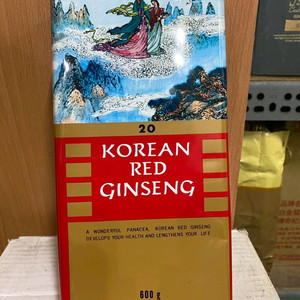 20
KOREAN
RED
GINSENG
A WONDERFUL PANACEA, KOREAN RED GINSENG
DEVELOPS YOUR HEALTH AND LENGTHENS YOUR LIFE
600 g